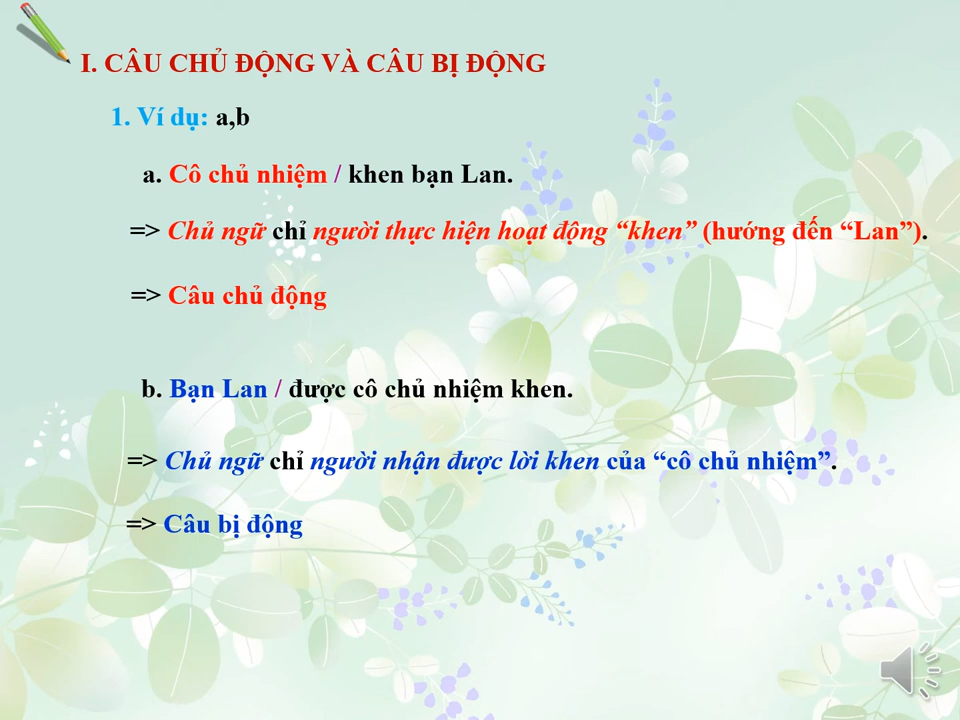 I. CÂU CHỦ ĐỘNG VÀ CÂU BỊ ĐỘNG
1. Ví dụ: a,b
a. Cô chủ nhiệm / khen bạn Lan.
=> Chủ ngữ chỉ người thực hiện hoạt động “khen” (hướng đến “Lan”).
=> Câu chủ động
b. Bạn Lan / được cô chủ nhiệm khen.
=> Chủ ngữ chỉ người nhận được lời khen của “cô chủ nhiệm”.
=> Câu bị động